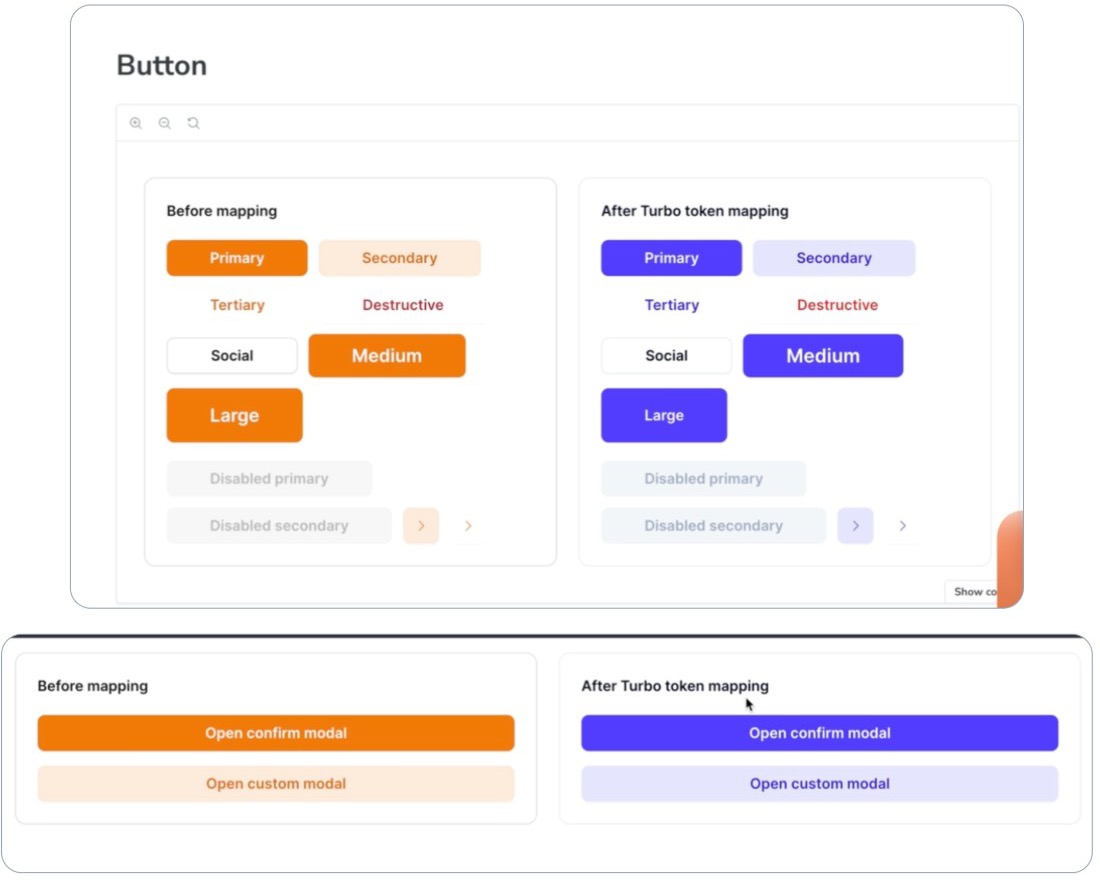 Button
Before mapping
Primary Secondary
Tertiary Destructive
Social Medium
Large
Disabled primary
Disabled secondary
After Turbo token mapping
Primary Secondary
Tertiary Destructive
Social Medium
Large
Disabled primary
Disabled secondary
Show co
Before mapping
Open confirm modal
Open custom modal
After Turbo token mapping
Open confirm modal
Open custom modal